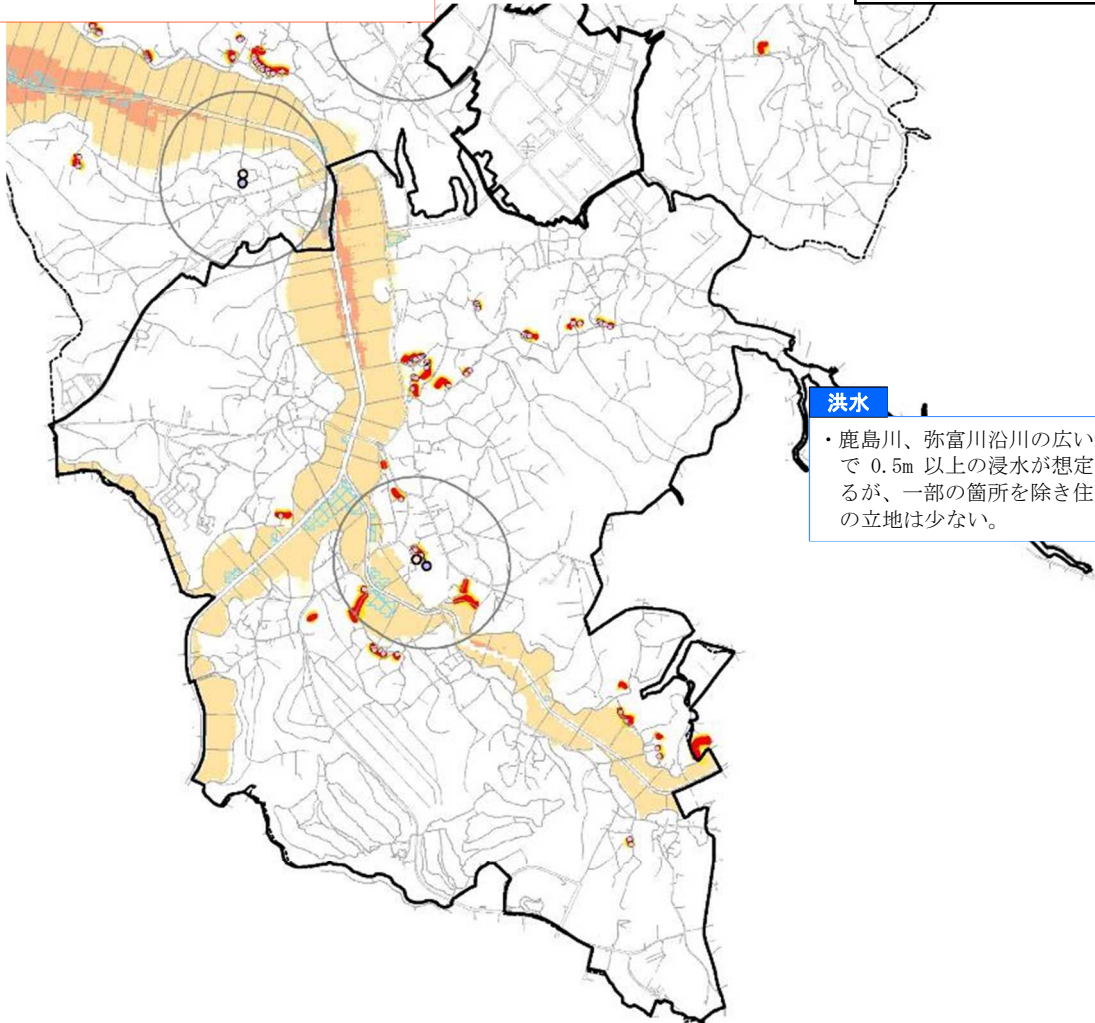 洪水
・鹿島川、弥富川沿川の広い
で 0.5m 以上の浸水が想定
るが、一部の箇所を除き住
の立地は少ない。